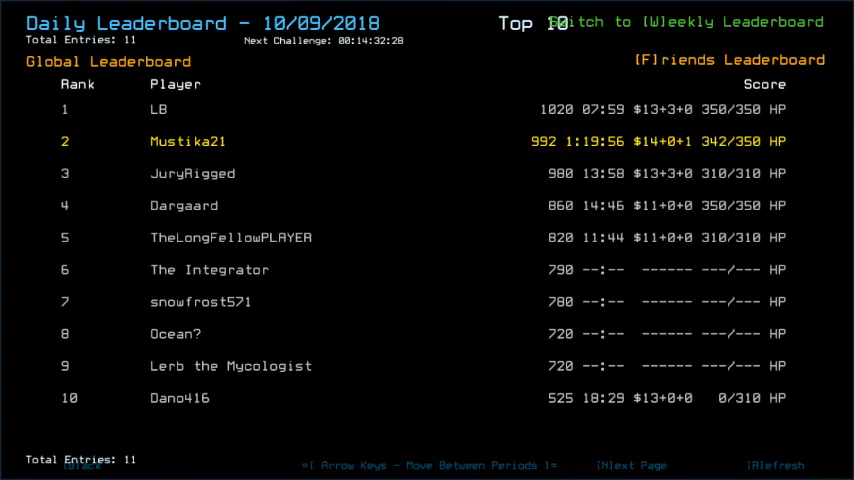 Daily Leaderboard - 10/09/2018 Top 10 Switch to [W]eekly Leaderboard
Total Entries: 11 Next Challenge: 00:14:32:28
Global Leaderboard [F]riends Leaderboard
Rank Player Score
1 LB 1020 07:59 $13+3+0 350/350 HP
2 Mustika21 992 1:19:56 $14+0+1 342/350 HP
3 JuryRigged 980 13:58 $13+3+0 310/310 HP
4 Dargaard 860 14:46 $11+0+0 350/350 HP
5 TheLongFellowPLAYER 820 11:44 $11+0+0 310/310 HP
6 The Integrator 790 --:-- ------ ---/--- HP
7 snowfrost571 780 --:-- ------ ---/--- HP
8 Ocean? 720 --:-- ------ ---/--- HP
9 Lerb the Mycologist 720 --:-- ------ ---/--- HP
10 Dano416 525 18:29 $13+0+0 0/310 HP
Total Entries: 11
[B]ack =[ Arrow Keys - Move Between Periods ]= [N]ext Page [R]efresh